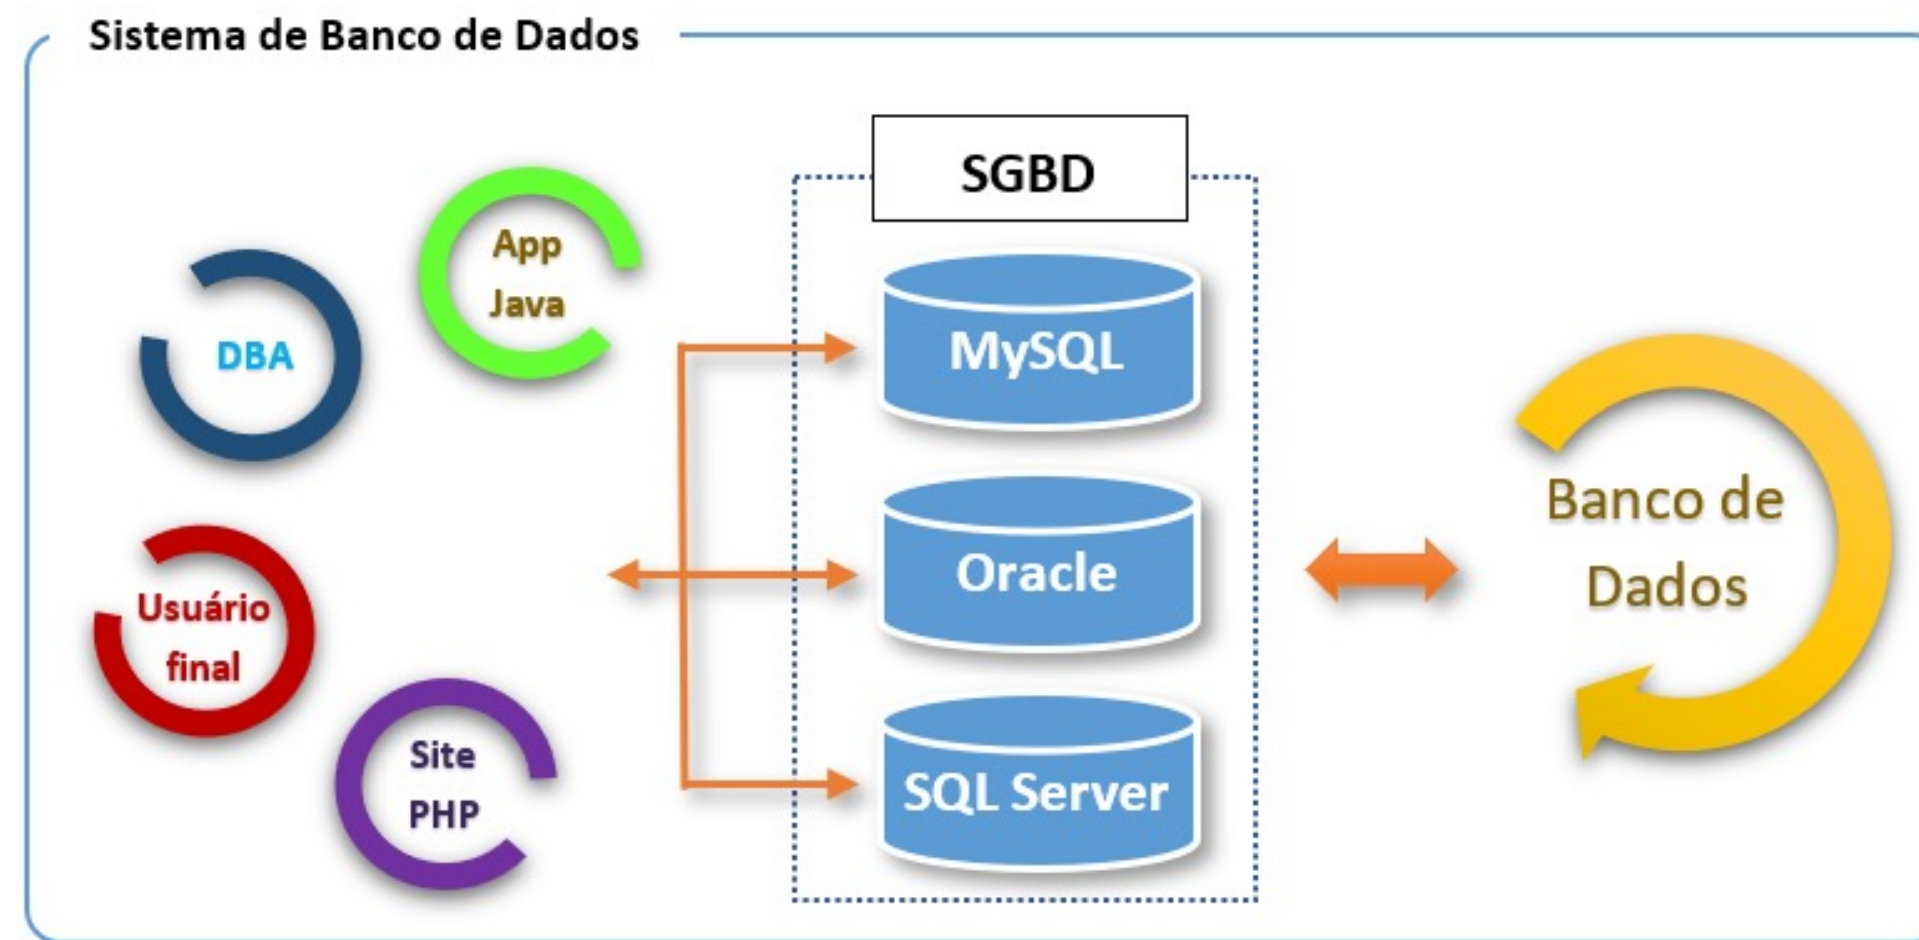 Sistema de Banco de Dados
SGBD
App
Java
DBA
Usuário
final
Site
PHP
MySQL
Oracle
SQL Server
Banco de
Dados